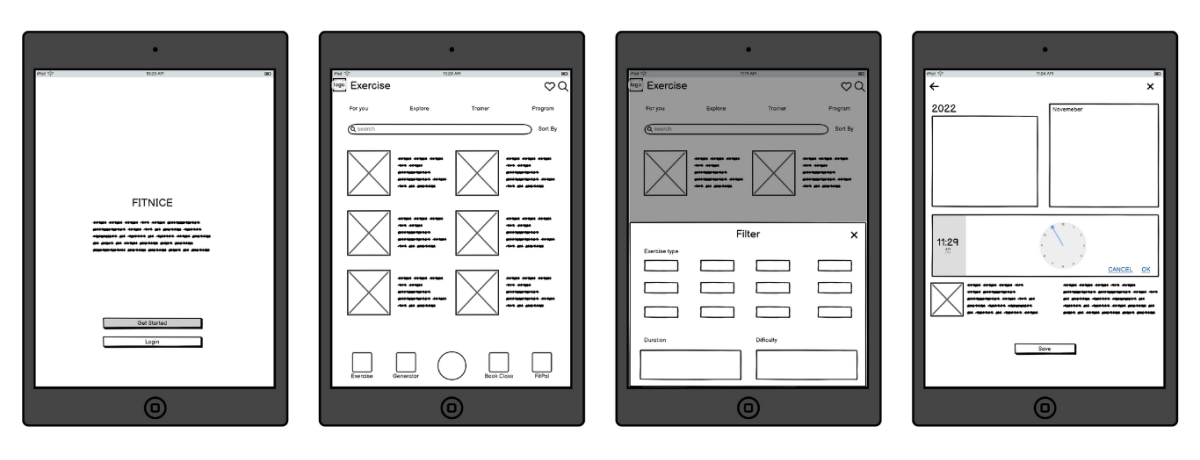 iPad
10:23 AM
FITNICE
Get Started
Login
iPad
11:23 AM
logo
Exercise
For you
Explore
Trainer
Program
search
Sort By
Exercise
Generator
Book Class
FitPal
iPad
11:19 AM
logo
Exercise
For you
Explore
Trainer
Program
search
Sort By
Filter
Exercise type
Duration
Difficulty
iPad
11:24 AM
2022
Novemeber
11:29
AM
CANCEL OK
Save